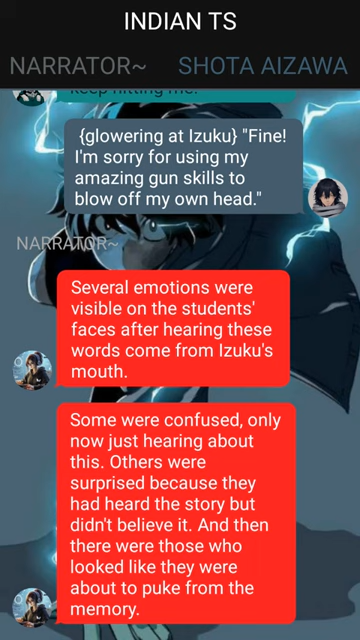 INDIAN TS
NARRATOR~ SHOTA AIZAWA
keep hitting me.
{glowering at Izuku} "Fine!
I'm sorry for using my
amazing gun skills to
blow off my own head."
NARRATOR~
Several emotions were
visible on the students'
faces after hearing these
words come from Izuku's
mouth.
Some were confused, only
now just hearing about
this. Others were
surprised because they
had heard the story but
didn't believe it. And then
there were those who
looked like they were
about to puke from the
memory.